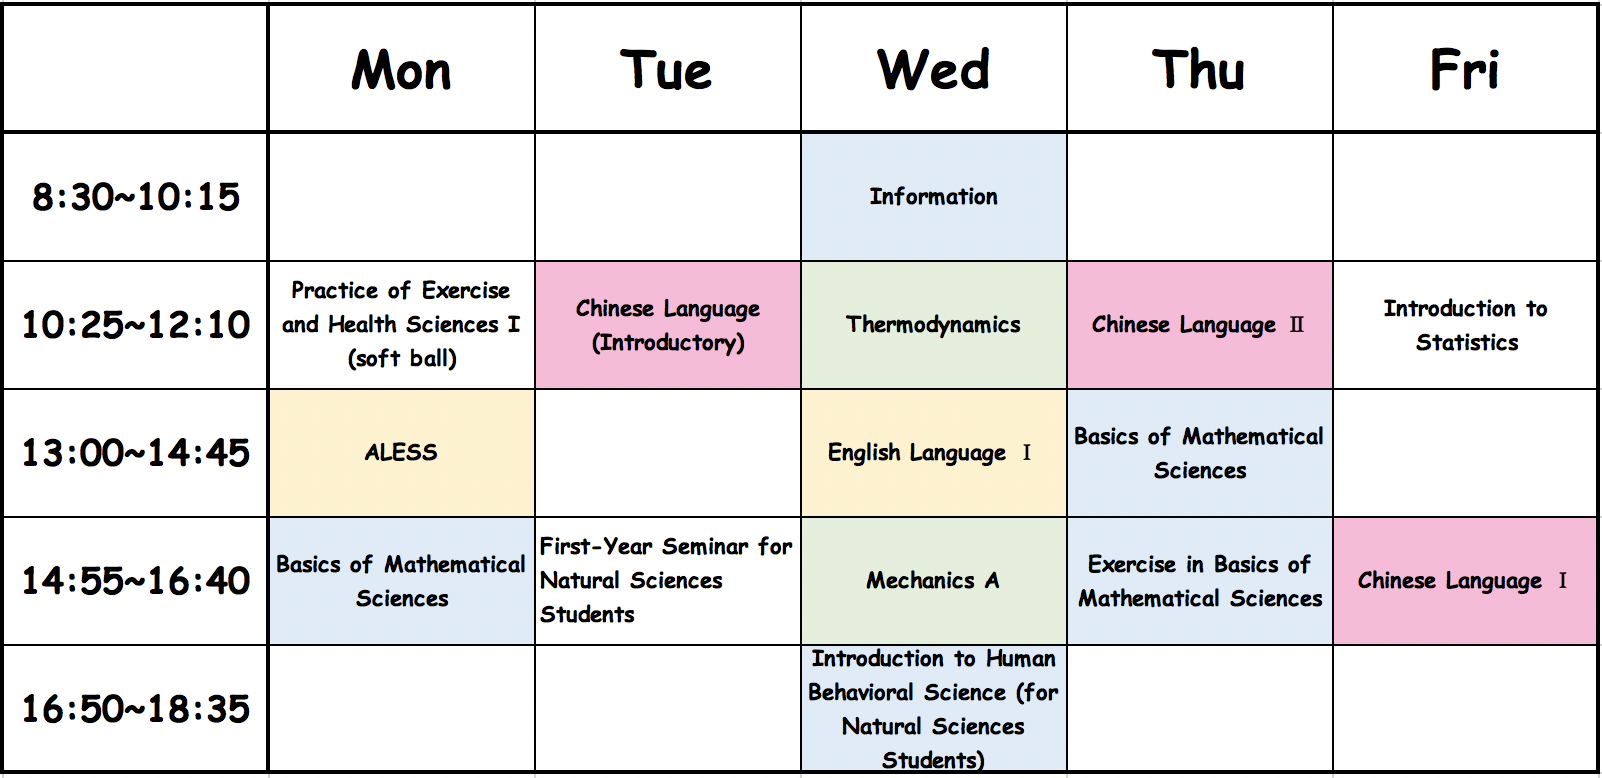 Mon Tue Wed Thu Fri
8:30~10:15
Information
10:25~12:10
Practice of Exercise
and Health Sciences I
(soft ball)
Chinese Language
(Introductory)
Thermodynamics
Chinese Language Ⅱ
Introduction to
Statistics
13:00~14:45
ALESS
English Language Ⅰ
Basics of Mathematical
Sciences
14:55~16:40
Basics of Mathematical
Sciences
First-Year Seminar for
Natural Sciences
Students
Mechanics A
Exercise in Basics of
Mathematical Sciences
Chinese Language Ⅰ
16:50~18:35
Introduction to Human
Behavioral Science (for
Natural Sciences
Students)